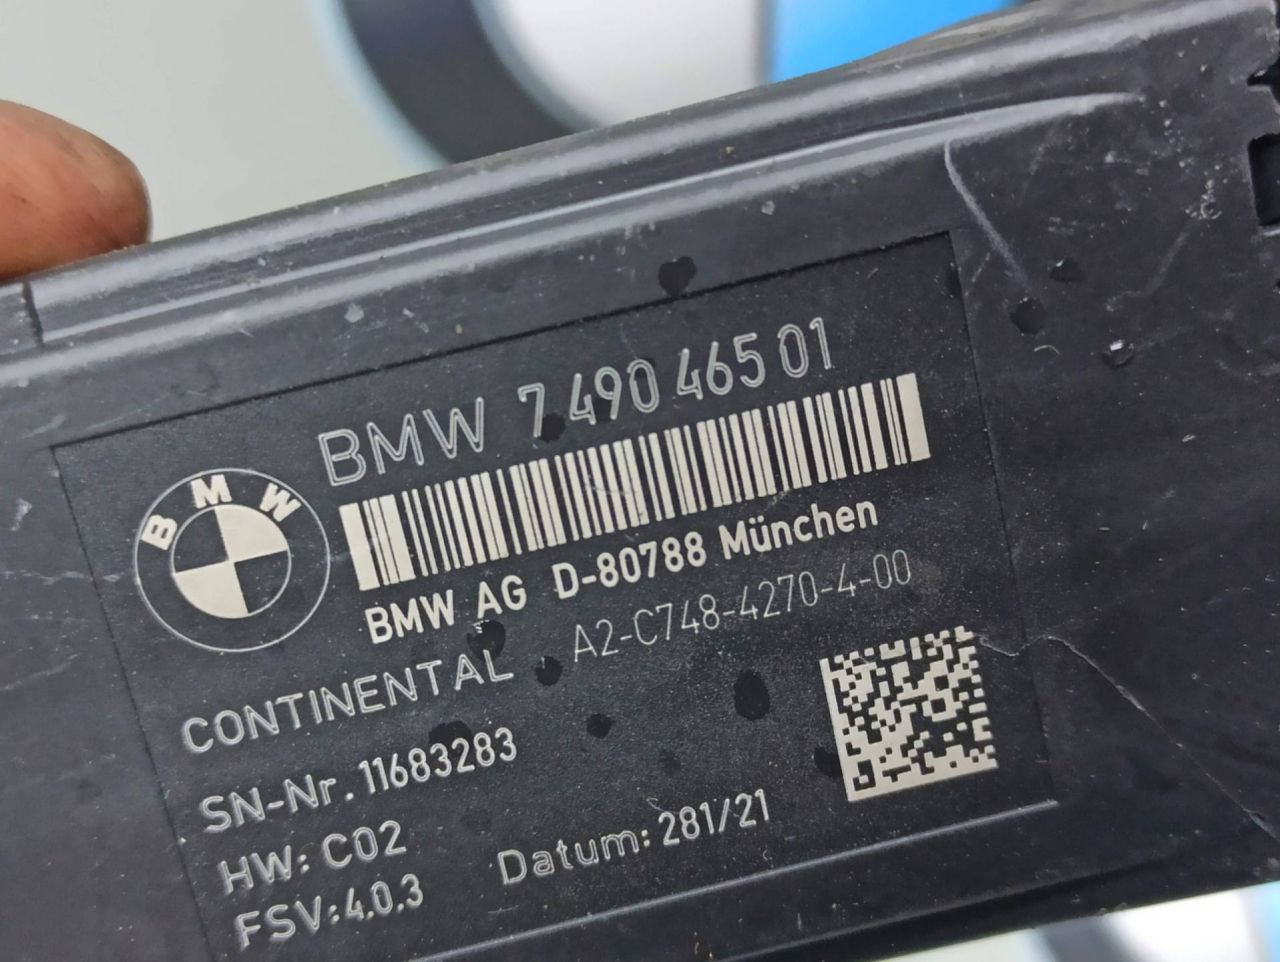 BMW 7 490 465 01
BMW
BMW AG D-80788 München
A2-C748-4270-4-00
CONTINENTAL
SN-Nr. 11683283
HW: C02
Datum: 281/21
FSV:4.0.3